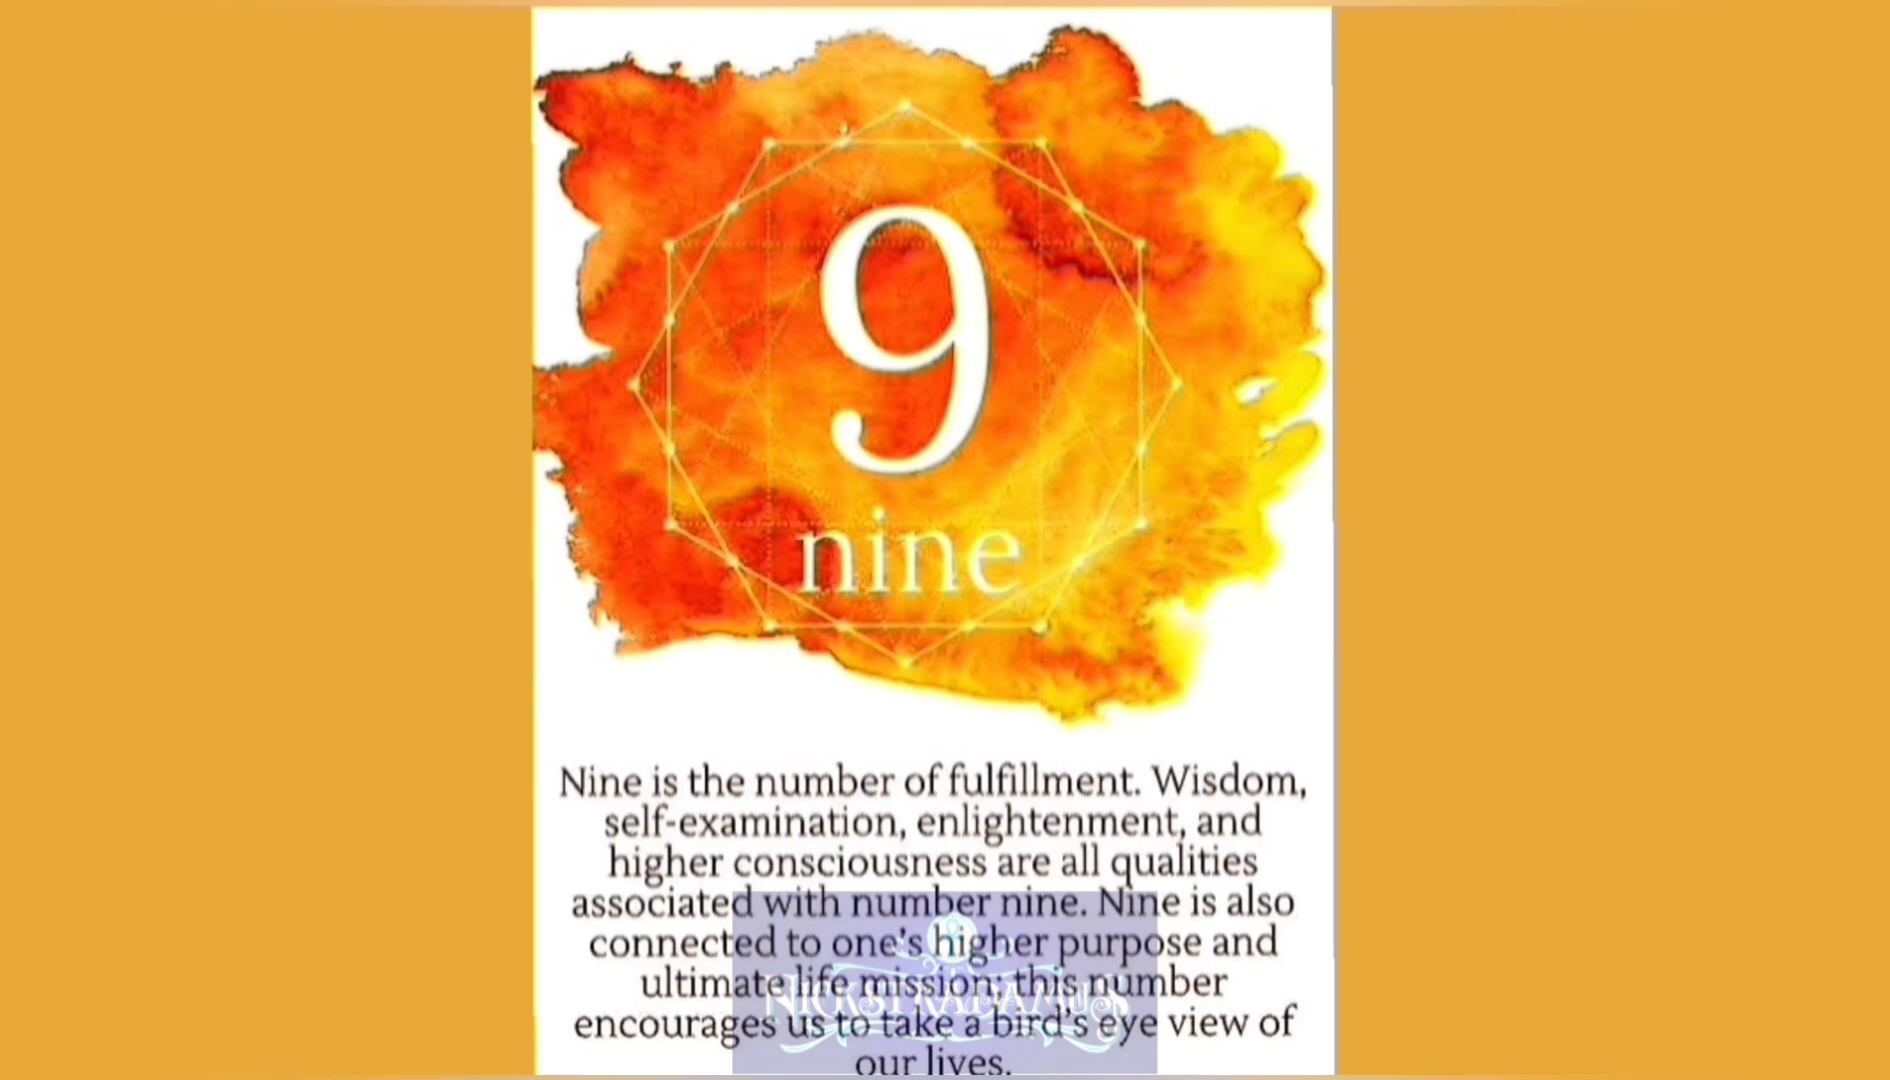 9
nine
Nine is the number of fulfillment. Wisdom,
self-examination, enlightenment, and
higher consciousness are all qualities
associated with number nine. Nine is also
connected to one's higher purpose and
ultimate life mission; this number
encourages us to take a bird's eye view of
our lives.
NICKSTRADAMUS